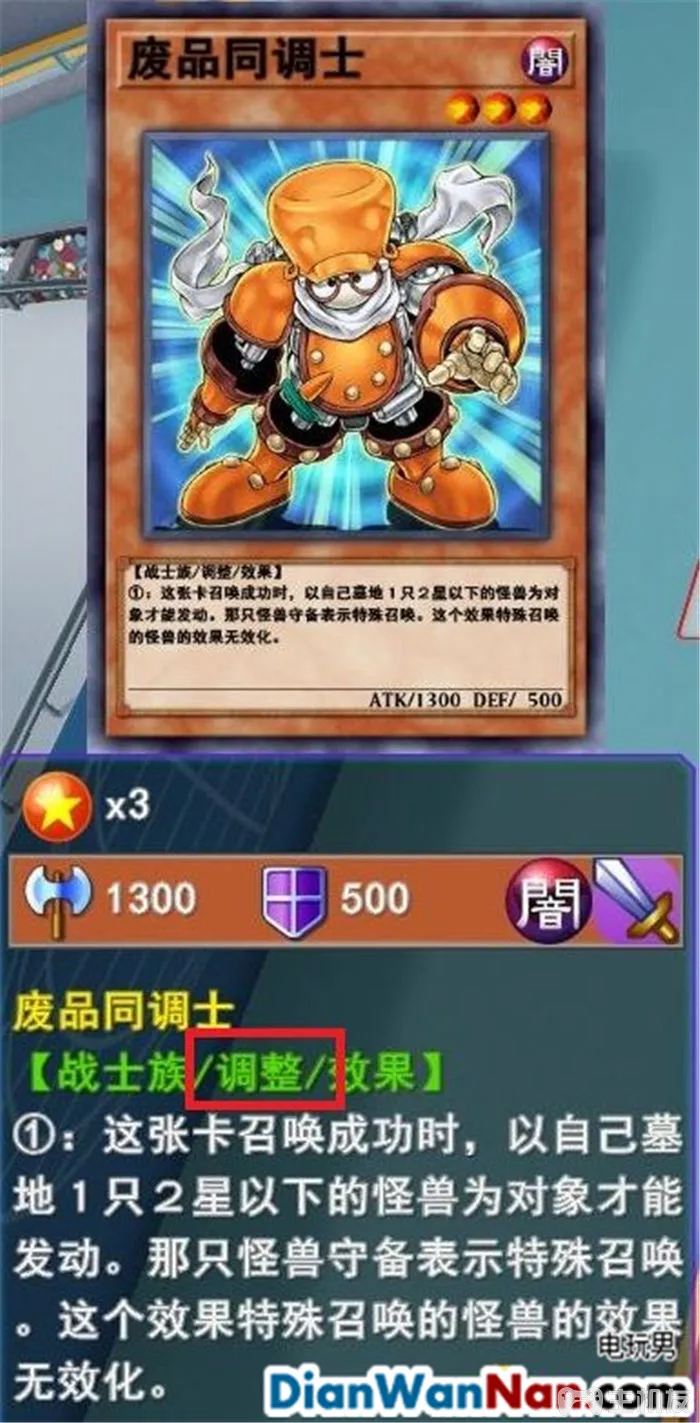 废品同调士
闇
【战士族/调整/效果】
①：这张卡召唤成功时，以自己墓地1只2星以下的怪兽为对
象才能发动。那只怪兽守备表示特殊召唤。这个效果特殊召唤
的怪兽的效果无效化。
ATK/1300 DEF/ 500
x3
1300 500 闇
废品同调士
【战士族/调整/效果】
①：这张卡召唤成功时，以自己墓
地1只2星以下的怪兽为对象才能
发动。那只怪兽守备表示特殊召唤
。这个效果特殊召唤的怪兽的效果
无效化。
电玩男
DianWanNan.com